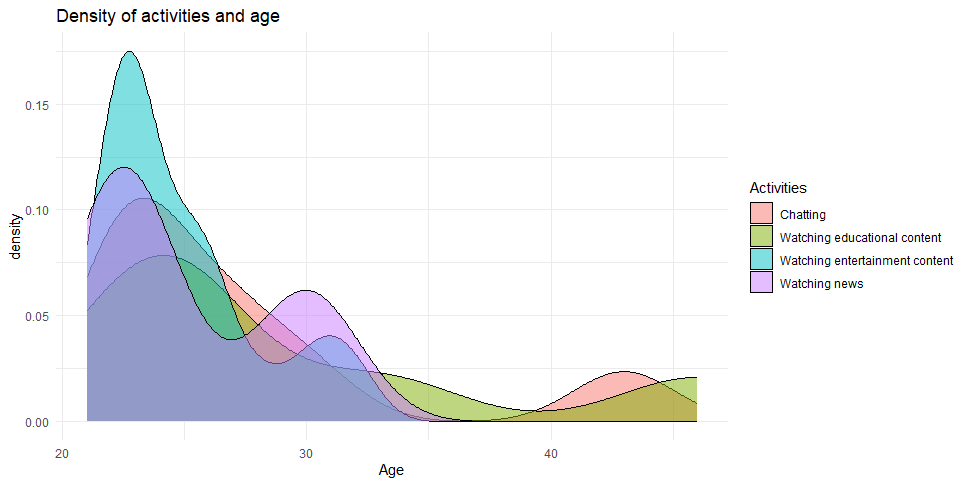 Density of activities and age
0.15
0.10
0.05
0.00
density
20 30 40
Age
Activities
Chatting
Watching educational content
Watching entertainment content
Watching news